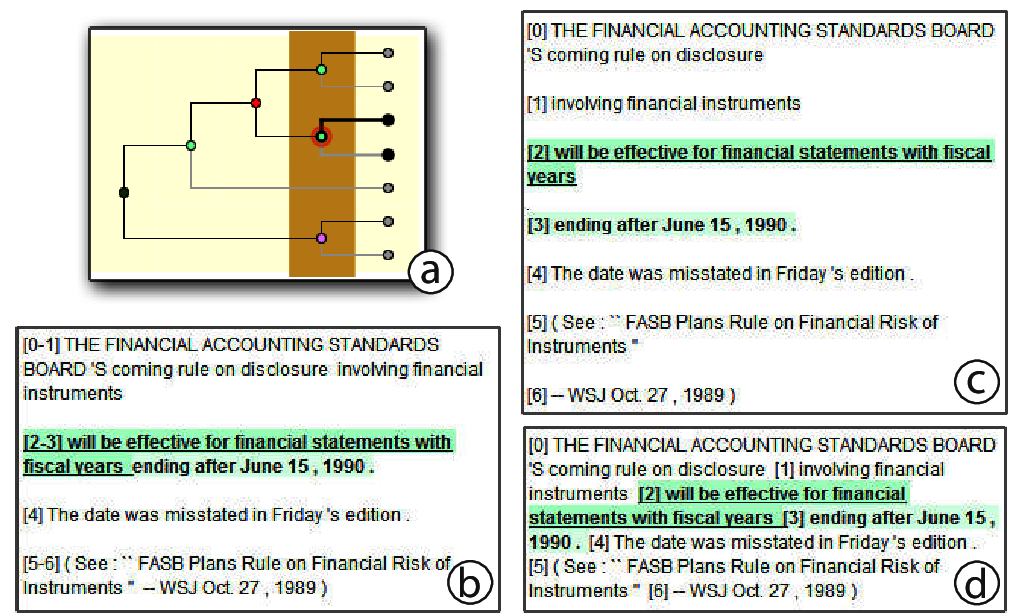 a
[0-1] THE FINANCIAL ACCOUNTING STANDARDS
BOARD 'S coming rule on disclosure involving financial
instruments
[2-3] will be effective for financial statements with
fiscal years ending after June 15 , 1990 .
[4] The date was misstated in Friday 's edition .
[5-6] ( See : `` FASB Plans Rule on Financial Risk of
Instruments " -- WSJ Oct. 27 , 1989 )
b
[0] THE FINANCIAL ACCOUNTING STANDARDS BOARD
'S coming rule on disclosure
[1] involving financial instruments
[2] will be effective for financial statements with fiscal
years
[3] ending after June 15 , 1990 .
[4] The date was misstated in Friday 's edition .
[5] ( See : `` FASB Plans Rule on Financial Risk of
Instruments "
[6] -- WSJ Oct. 27 , 1989 )
c
[0] THE FINANCIAL ACCOUNTING STANDARDS BOARD
'S coming rule on disclosure [1] involving financial
instruments [2] will be effective for financial
statements with fiscal years [3] ending after June 15 ,
1990 . [4] The date was misstated in Friday 's edition .
[5] ( See : `` FASB Plans Rule on Financial Risk of
Instruments " [6] -- WSJ Oct. 27 , 1989 )
d